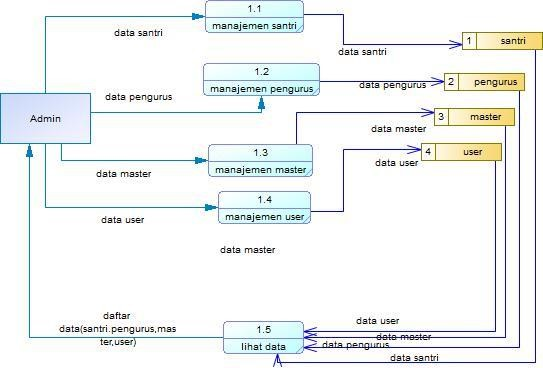 1.1
manajemen santri
data santri
data santri
1 santri
1.2
manajemen pengurus
data pengurus
data pengurus
2 pengurus
Admin
3 master
data master
1.3
manajemen master
data master
4 user
data user
1.4
manajemen user
data user
data master
daftar
data(santri.pengurus,mas
ter,user)
1.5
lihat data
data user
data master
data pengurus
data santri